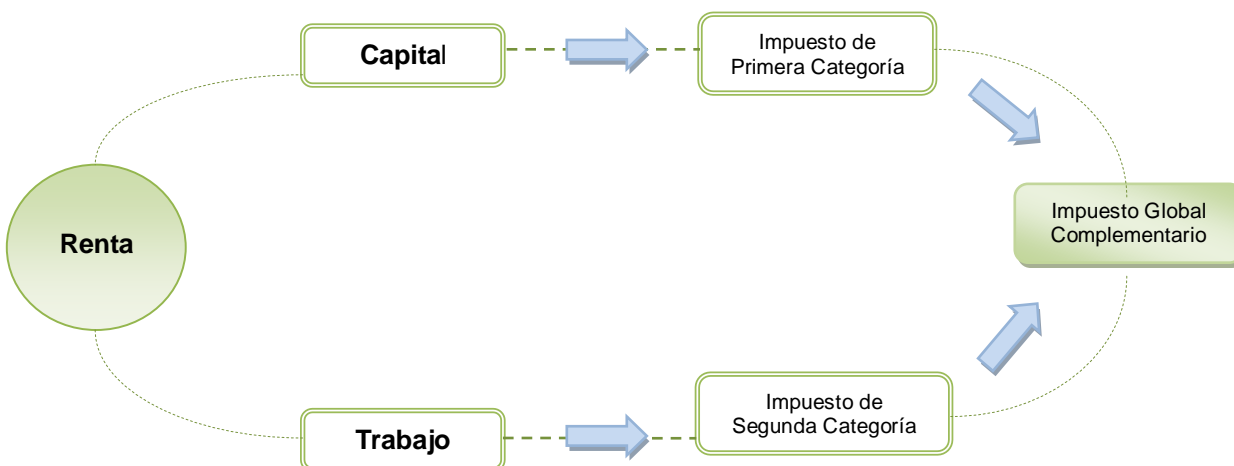 Capital
Impuesto de
Primera Categoría
Renta
Impuesto Global
Complementario
Trabajo
Impuesto de
Segunda Categoría